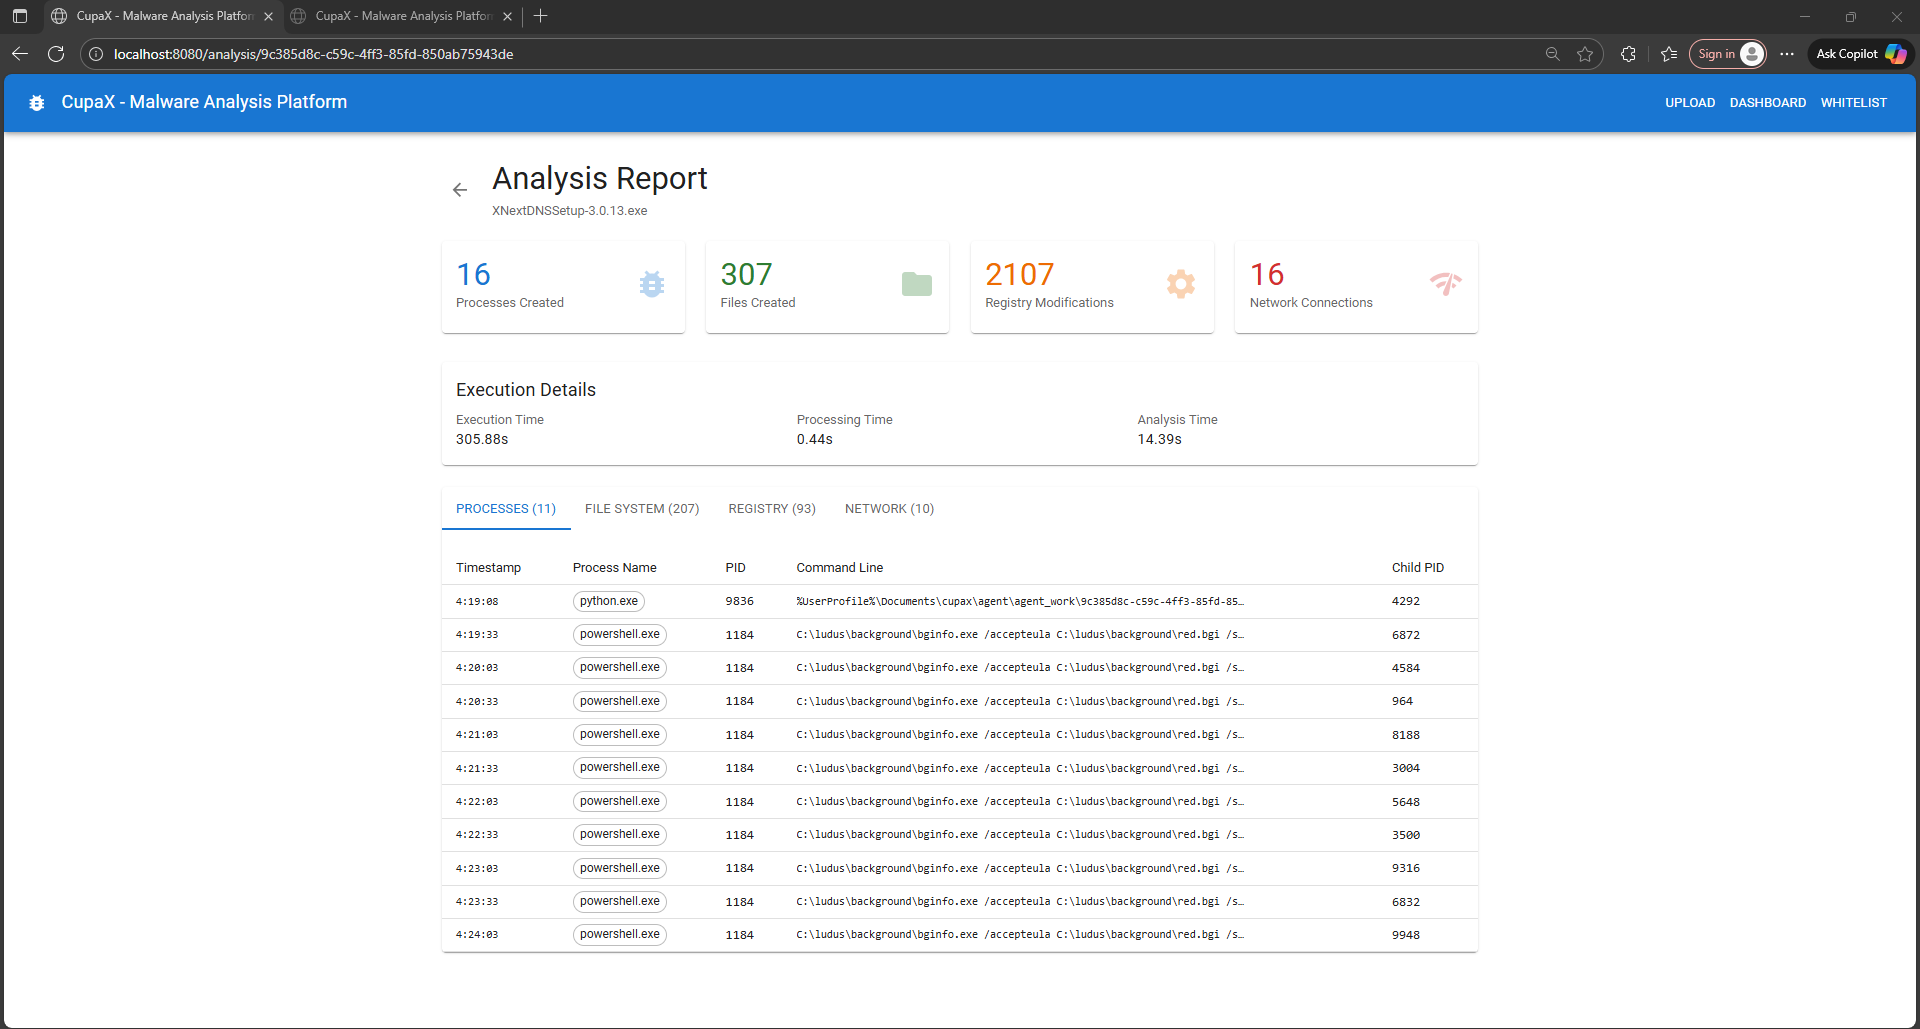 CupaX - Malware Analysis Platfor
CupaX - Malware Analysis Platfo
localhost:8080/analysis/9c385d8c-c59c-4ff3-85fd-850ab75943de
Sign in
Ask Copilot
CupaX - Malware Analysis Platform
UPLOAD DASHBOARD WHITELIST
Analysis Report
XNextDNSSetup-3.0.13.exe
16
Processes Created
307
Files Created
2107
Registry Modifications
16
Network Connections
Execution Details
Execution Time
305.88s
Processing Time
0.44s
Analysis Time
14.39s
PROCESSES (11) FILE SYSTEM (207) REGISTRY (93) NETWORK (10)
Timestamp Process Name PID Command Line Child PID
4:19:08 python.exe 9836 %UserProfile%\Documents\cupax\agent\agent_work\9c385d8c-c59c-4ff3-85fd-85… 4292
4:19:33 powershell.exe 1184 C:\ludus\background\bginfo.exe /accepteula C:\ludus\background\red.bgi /s… 6872
4:20:03 powershell.exe 1184 C:\ludus\background\bginfo.exe /accepteula C:\ludus\background\red.bgi /s… 4584
4:20:33 powershell.exe 1184 C:\ludus\background\bginfo.exe /accepteula C:\ludus\background\red.bgi /s… 964
4:21:03 powershell.exe 1184 C:\ludus\background\bginfo.exe /accepteula C:\ludus\background\red.bgi /s… 8188
4:21:33 powershell.exe 1184 C:\ludus\background\bginfo.exe /accepteula C:\ludus\background\red.bgi /s… 3004
4:22:03 powershell.exe 1184 C:\ludus\background\bginfo.exe /accepteula C:\ludus\background\red.bgi /s… 5648
4:22:33 powershell.exe 1184 C:\ludus\background\bginfo.exe /accepteula C:\ludus\background\red.bgi /s… 3500
4:23:03 powershell.exe 1184 C:\ludus\background\bginfo.exe /accepteula C:\ludus\background\red.bgi /s… 9316
4:23:33 powershell.exe 1184 C:\ludus\background\bginfo.exe /accepteula C:\ludus\background\red.bgi /s… 6832
4:24:03 powershell.exe 1184 C:\ludus\background\bginfo.exe /accepteula C:\ludus\background\red.bgi /s… 9948